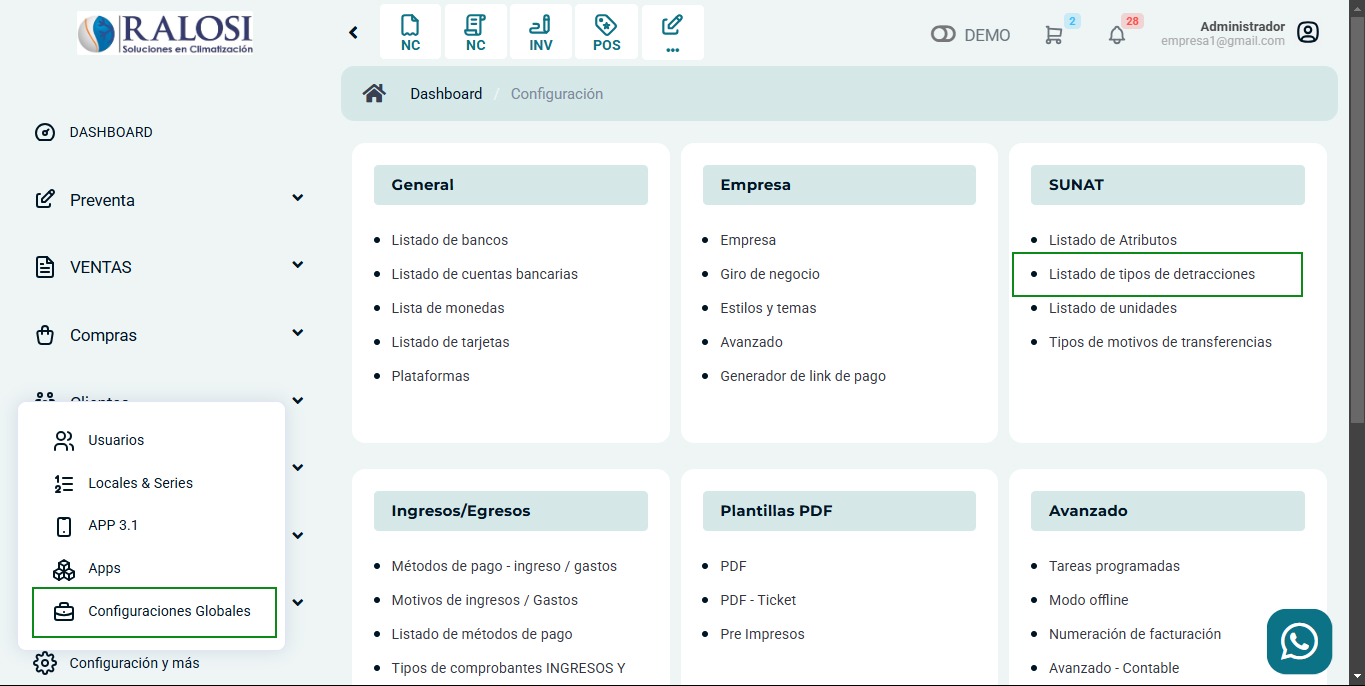 RALOSI
Soluciones en Climatización
NC
NC
INV
POS
...
DEMO
2
28
Administrador
empresa1@gmail.com
Dashboard / Configuración
DASHBOARD
Preventa
VENTAS
Compras
Clientes
Usuarios
Locales & Series
APP 3.1
Apps
Configuraciones Globales
Configuración y más
General
Listado de bancos
Listado de cuentas bancarias
Lista de monedas
Listado de tarjetas
Plataformas
Empresa
Empresa
Giro de negocio
Estilos y temas
Avanzado
Generador de link de pago
SUNAT
Listado de Atributos
Listado de tipos de detracciones
Listado de unidades
Tipos de motivos de transferencias
Ingresos/Egresos
Métodos de pago - ingreso / gastos
Motivos de ingresos / Gastos
Listado de métodos de pago
Tipos de comprobantes INGRESOS Y
Plantillas PDF
PDF
PDF - Ticket
Pre Impresos
Avanzado
Tareas programadas
Modo offline
Numeración de facturación
Avanzado - Contable